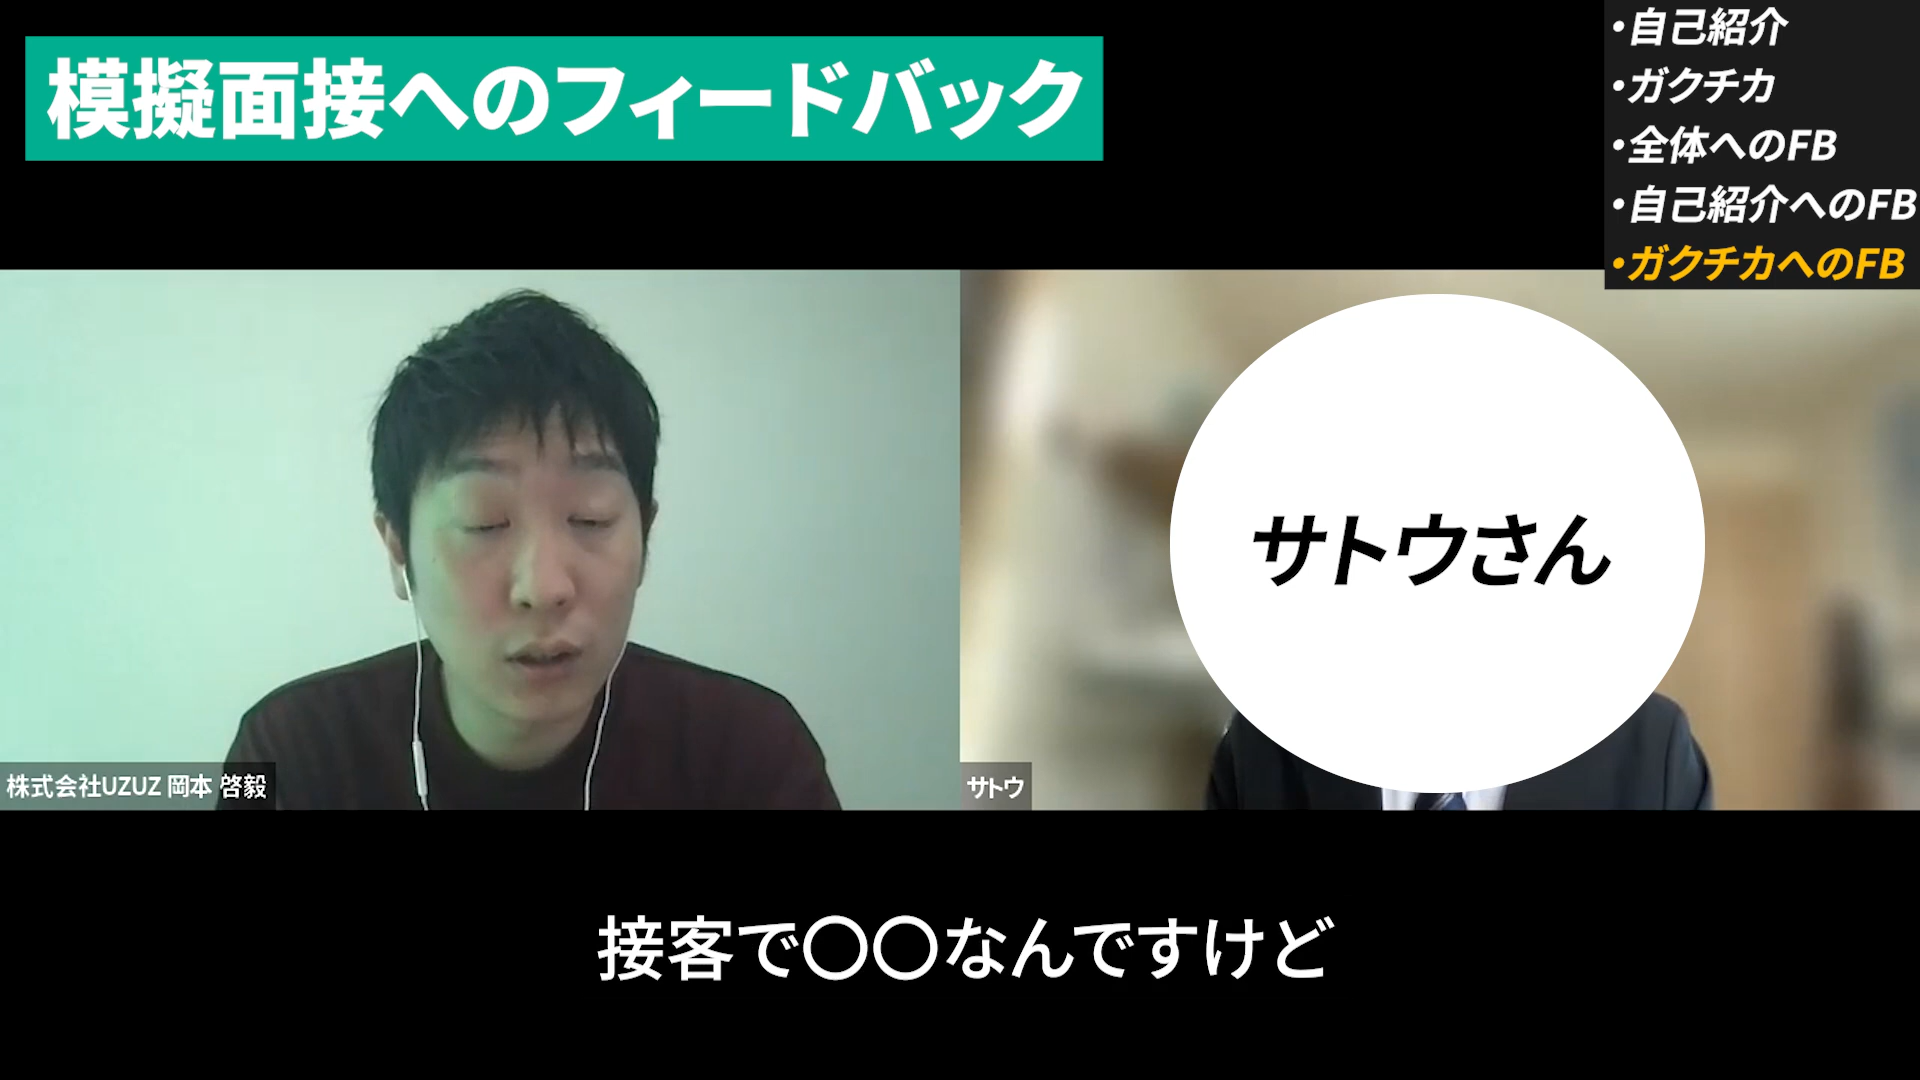 模擬面接へのフィードバック
・自己紹介
・ガクチカ
・全体へのFB
・自己紹介へのFB
・ガクチカへのFB
サトウさん
株式会社UZUZ 岡本 啓毅
サトウ
接客で〇〇なんですけど